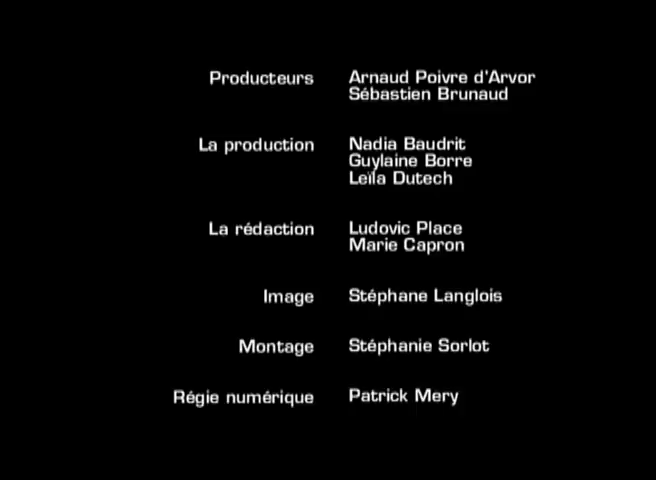 Producteurs Arnaud Poivre d'Arvor
Sébastien Brunaud
La production Nadia Baudrit
Guylaine Borre
Leïla Dutech
La rédaction Ludovic Place
Marie Capron
Image Stéphane Langlois
Montage Stéphanie Sorlot
Régie numérique Patrick Mery